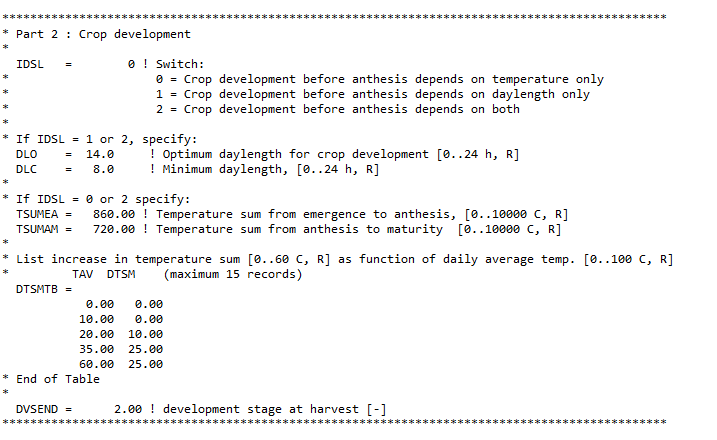 ***********************************************************************************************
* Part 2 : Crop development
*
  IDSL   =        0 ! Switch:
*                     0 = Crop development before anthesis depends on temperature only
*                     1 = Crop development before anthesis depends on daylength only
*                     2 = Crop development before anthesis depends on both
*
* If IDSL = 1 or 2, specify:
  DLO    =  14.0     ! Optimum daylength for crop development [0..24 h, R]
  DLC    =   8.0     ! Minimum daylength, [0..24 h, R]
*
* If IDSL = 0 or 2 specify:
  TSUMEA =   860.00 ! Temperature sum from emergence to anthesis, [0..10000 C, R]
  TSUMAM =   720.00 ! Temperature sum from anthesis to maturity  [0..10000 C, R]
*
* List increase in temperature sum [0..60 C, R] as function of daily average temp. [0..100 C, R]
*         TAV  DTSM    (maximum 15 records)
  DTSMTB =
            0.00   0.00
           10.00   0.00
           20.00  10.00
           35.00  25.00
           60.00  25.00
* End of Table
*
  DVSEND =      2.00 ! development stage at harvest [-]
***********************************************************************************************